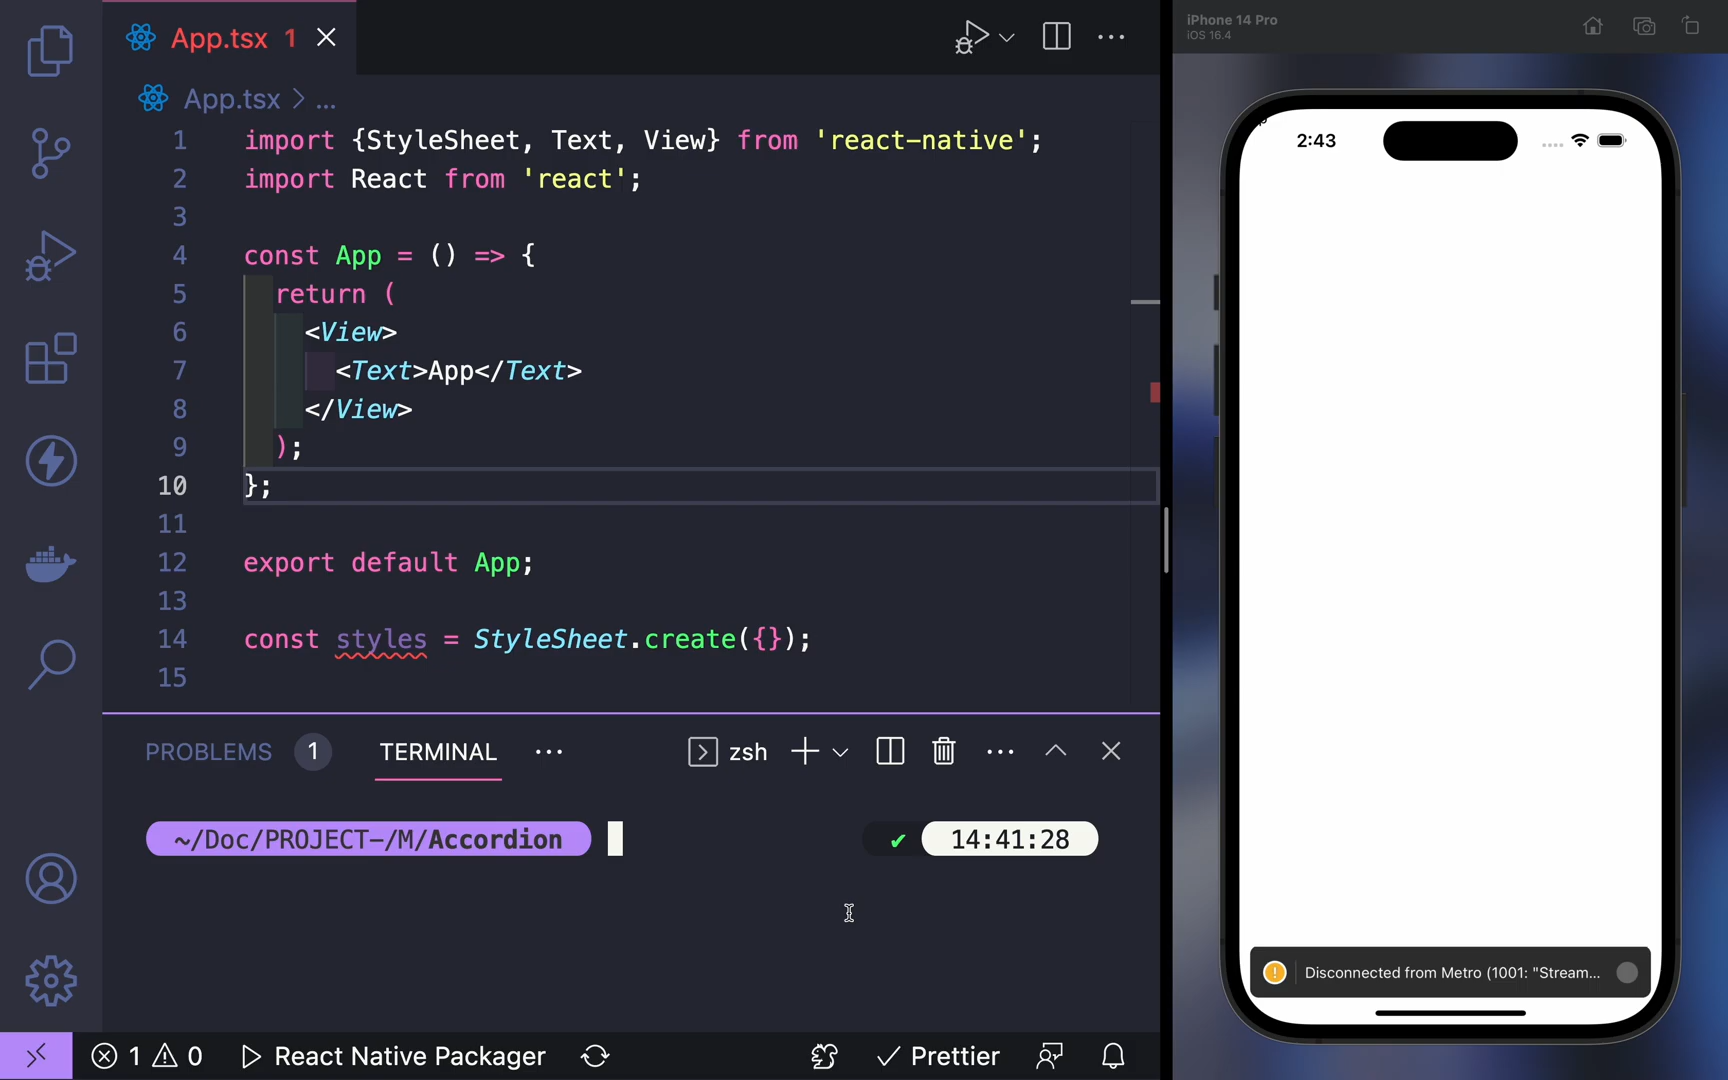 App.tsx 1
App.tsx > ...
1 import {StyleSheet, Text, View} from 'react-native';
2 import React from 'react';
3
4 const App = () => {
5 return (
6 <View>
7 <Text>App</Text>
8 </View>
9 );
10 };
11
12 export default App;
13
14 const styles = StyleSheet.create({});
15
PROBLEMS 1 TERMINAL ... zsh
~/Doc/PROJECT-/M/Accordion ✔ 14:41:28
1 0 React Native Packager Prettier
iPhone 14 Pro
iOS 16.4
2:43
Disconnected from Metro (1001: "Stream...